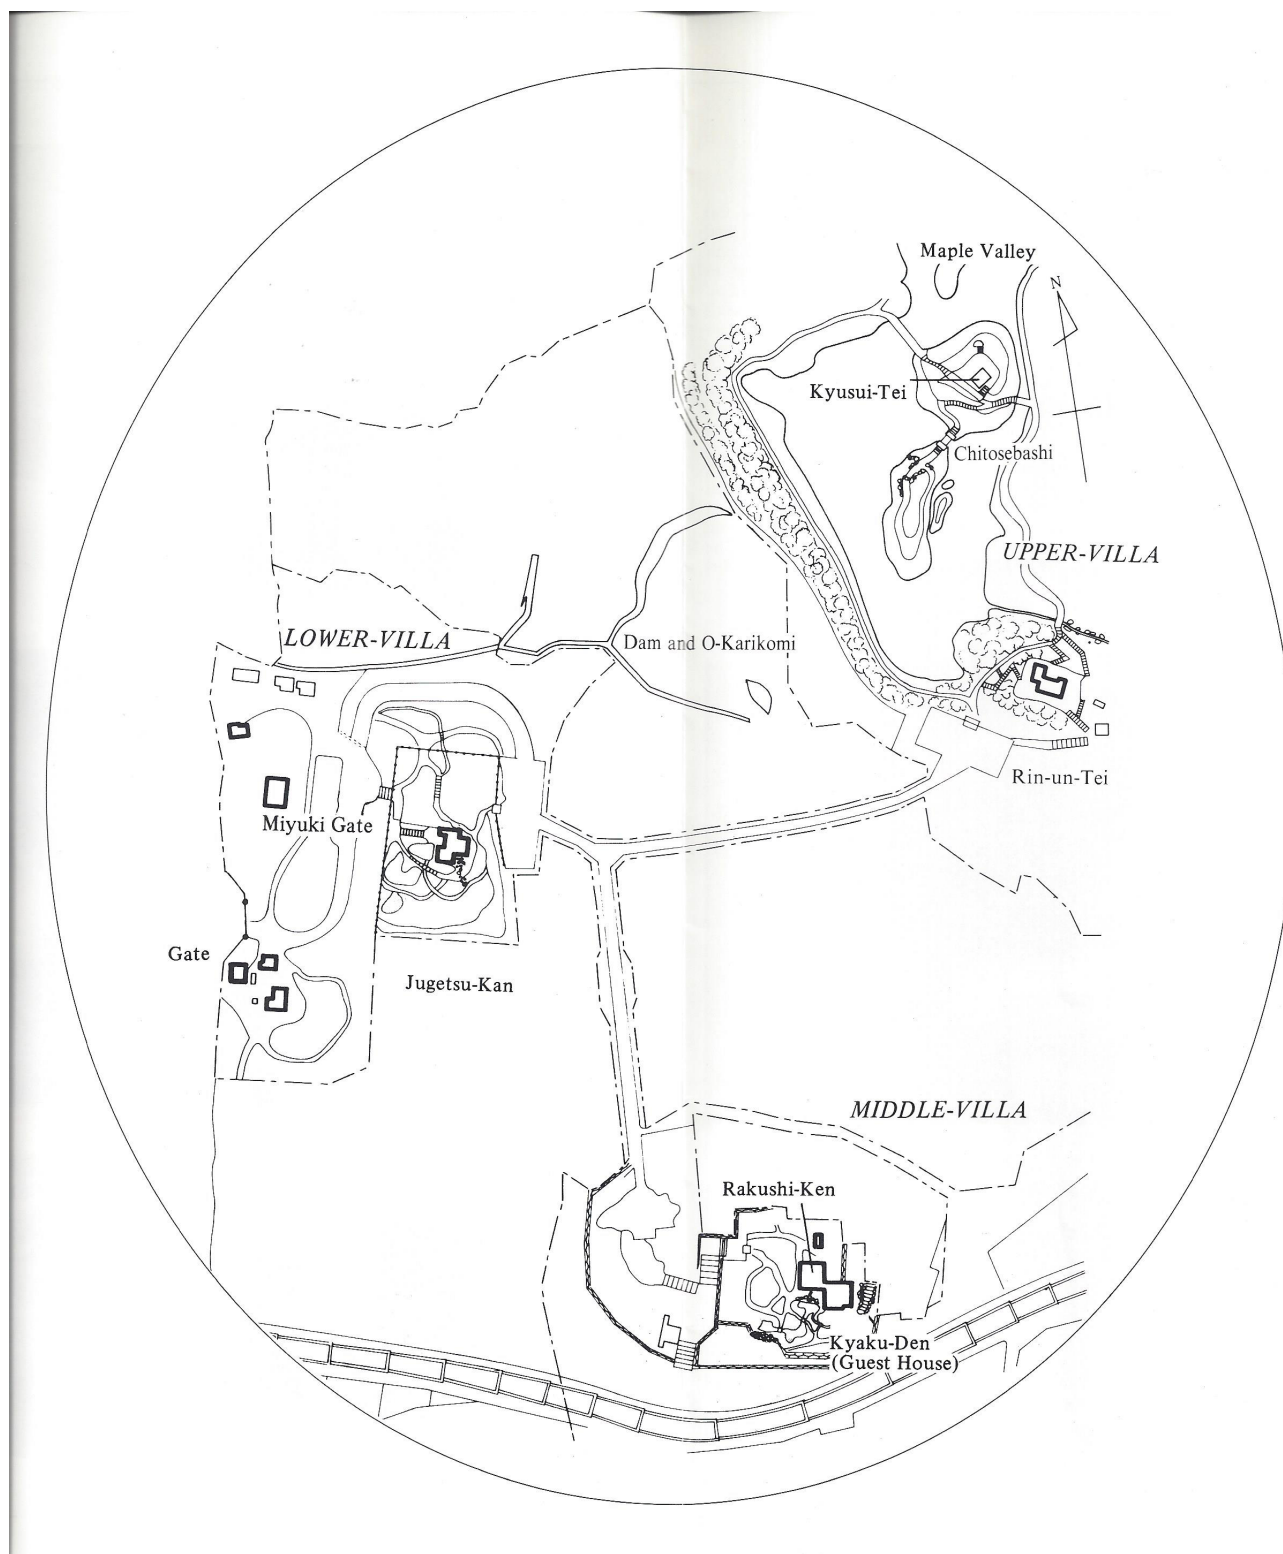 Maple Valley
N
Kyusui-Tei
Chitosebashi
UPPER-VILLA
LOWER-VILLA
Dam and O-Karikomi
Rin-un-Tei
Miyuki Gate
Gate
Jugetsu-Kan
MIDDLE-VILLA
Rakushi-Ken
Kyaku-Den
(Guest House)